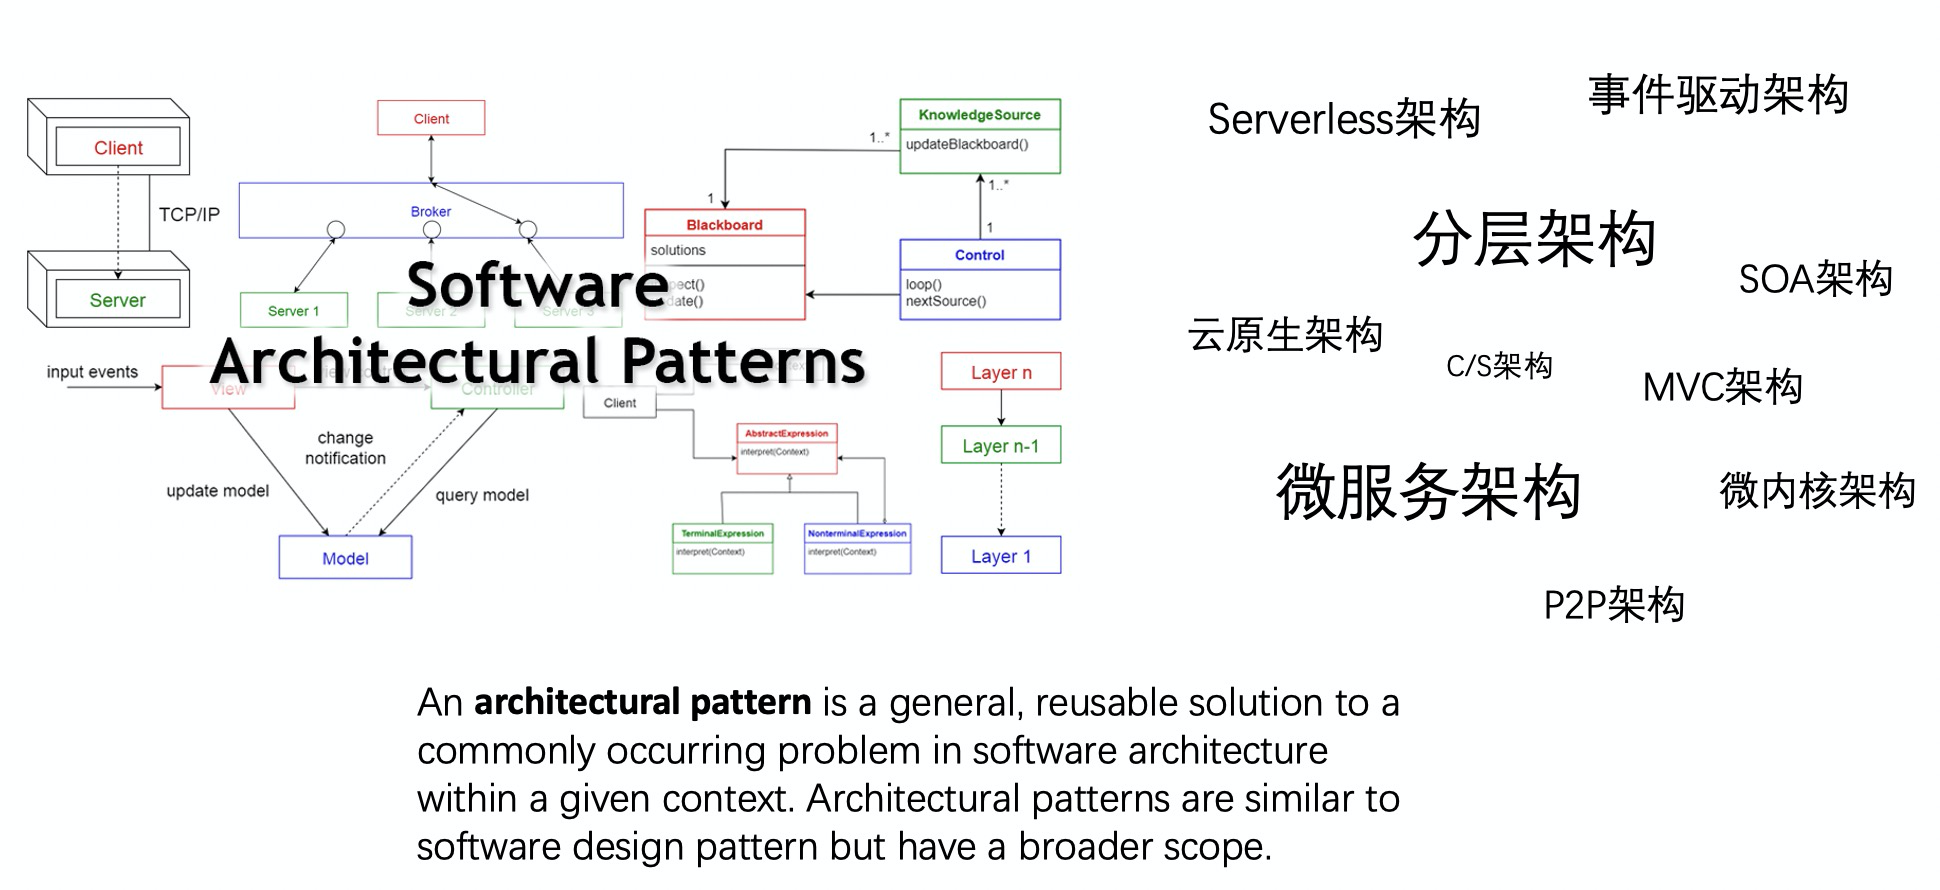 Client
TCP/IP
Server
Client
Broker
Server 1
Server 2
Server 3
KnowledgeSource
updateBlackboard()
1..*
1
1..*
1
Blackboard
solutions
Control
loop()
nextSource()
Software
Architectural Patterns
input events
View
Controller
change
notification
update model
query model
Model
Client
AbstractExpression
interpret(Context)
TerminalExpression
interpret(Context)
NonterminalExpression
interpret(Context)
Layer n
Layer n-1
Layer 1
Serverless架构
事件驱动架构
分层架构
SOA架构
云原生架构
C/S架构
MVC架构
微服务架构
微内核架构
P2P架构
An architectural pattern is a general, reusable solution to a
commonly occurring problem in software architecture
within a given context. Architectural patterns are similar to
software design pattern but have a broader scope.